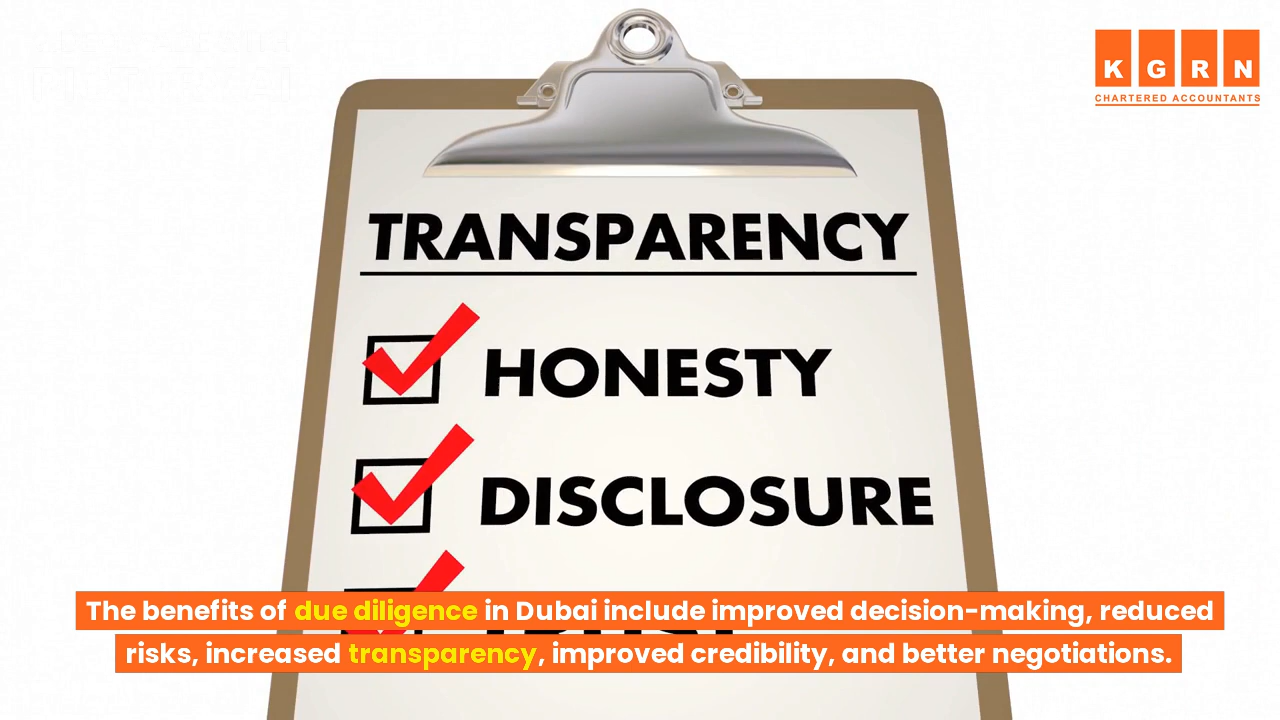 K G R N
CHARTERED ACCOUNTANTS
TRANSPARENCY
HONESTY
DISCLOSURE
The benefits of due diligence in Dubai include improved decision-making, reduced
risks, increased transparency, improved credibility, and better negotiations.